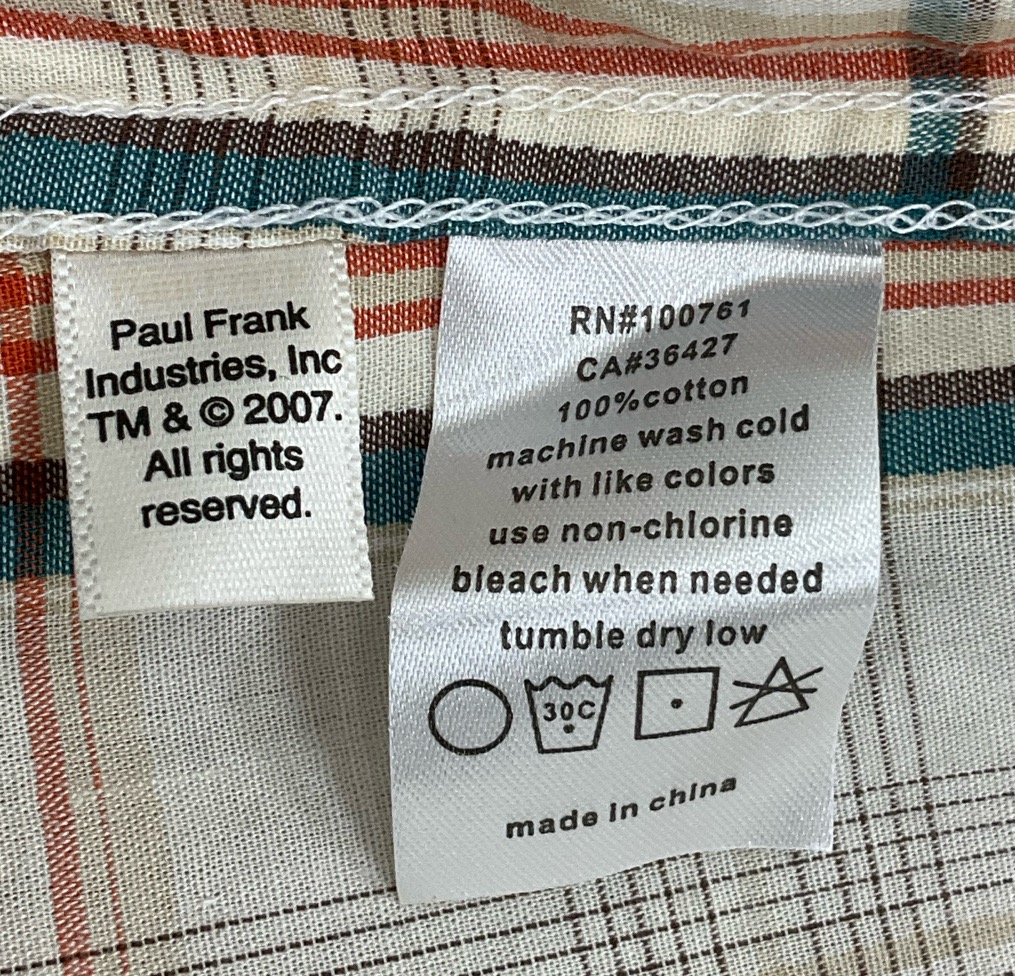 Paul Frank
Industries, Inc
TM & © 2007.
All rights
reserved.
RN#100761
CA#36427
100%cotton
machine wash cold
with like colors
use non-chlorine
bleach when needed
tumble dry low
30C
made in china